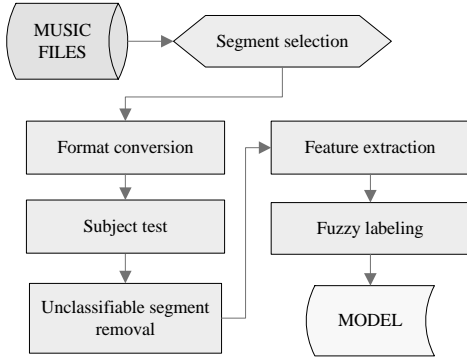 MUSIC
FILES
Segment selection
Format conversion
Subject test
Unclassifiable segment
removal
Feature extraction
Fuzzy labeling
MODEL